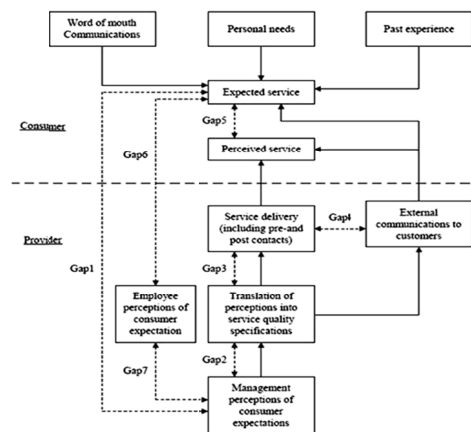 Word of mouth
Communications
Personal needs
Past experience
Expected service
Gap5
Consumer
Gap6
Perceived service
Provider
Service delivery
(including pre-and
post contacts)
Gap4
External
communications to
customers
Gap1
Gap3
Employee
perceptions of
consumer
expectation
Translation of
perceptions into
service quality
specifications
Gap2
Gap7
Management
perceptions of
consumer
expectations